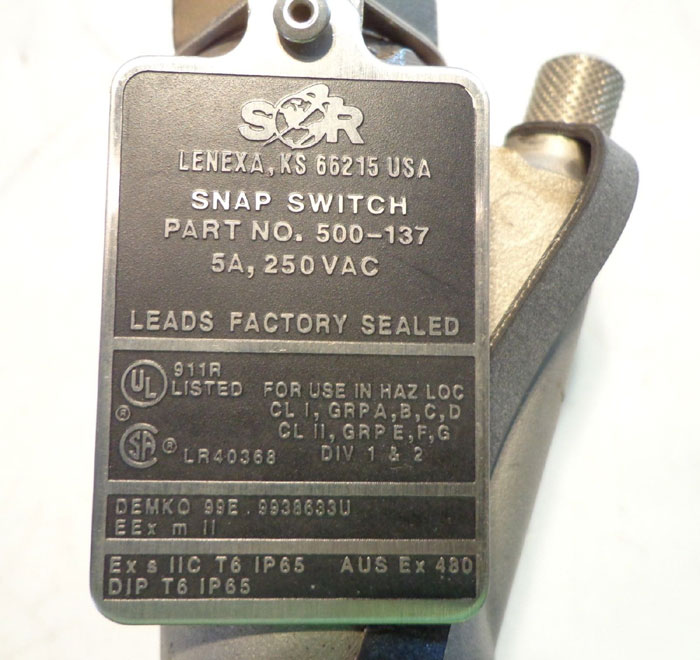 SOR
LENEXA, KS 66215 USA
SNAP SWITCH
PART NO. 500-137
5A, 250 VAC
LEADS FACTORY SEALED
UL ® 911R
LISTED
FOR USE IN HAZ LOC
CL I, GRP A, B, C, D
CL II, GRP E, F, G
DIV 1 & 2
SA ® LR40368
DEMKO 99E.9938633U
EEx m II
Ex s IIC T6 IP65 AUS Ex 480
DIP T6 IP65